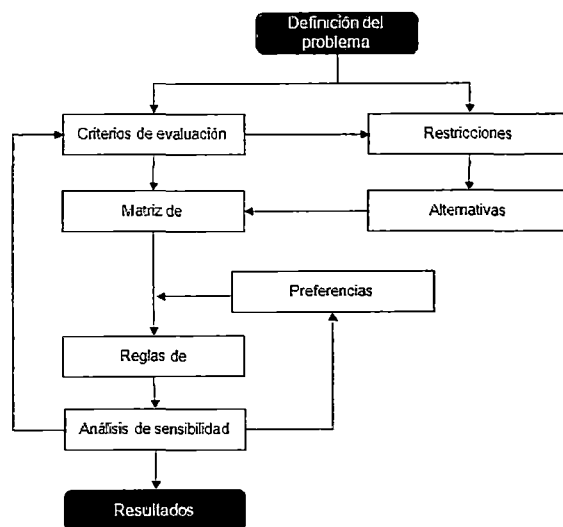 Definición del
problema
Criterios de evaluación
Restricciones
Matriz de
Alternativas
Preferencias
Reglas de
Análisis de sensibilidad
Resultados